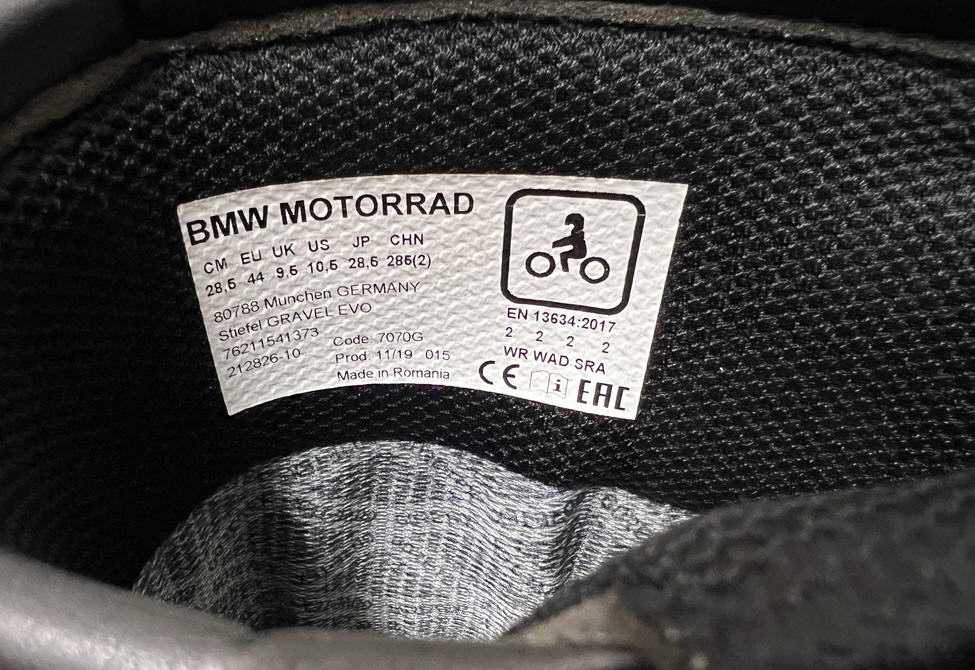 BMW MOTORRAD
CM EU UK US JP CHN
28,5 44 9,5 10,5 28,5 285(2)
80788 Munchen GERMANY
Stiefel GRAVEL EVO
76211541373 Code: 7070G
212826-10 Prod: 11/19 015
Made in Romania
EN 13634:2017
2 2 2 2
WR WAD SRA
CE i EAC